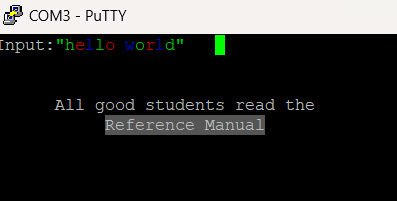 COM3 - PuTTY
Input:"hello world"
All good students read the
Reference Manual